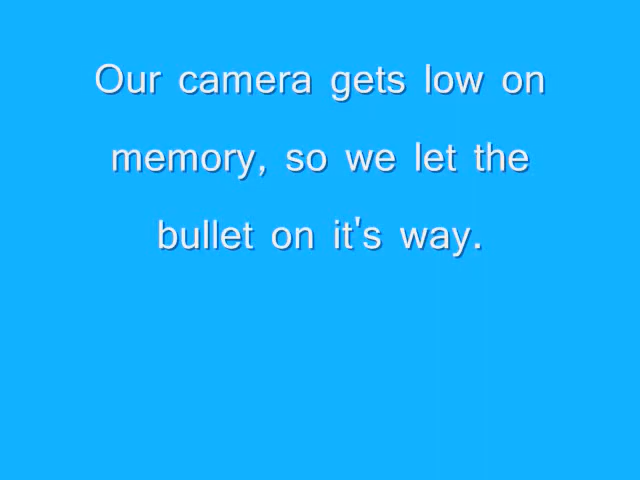 Our camera gets low on
memory, so we let the
bullet on it's way.